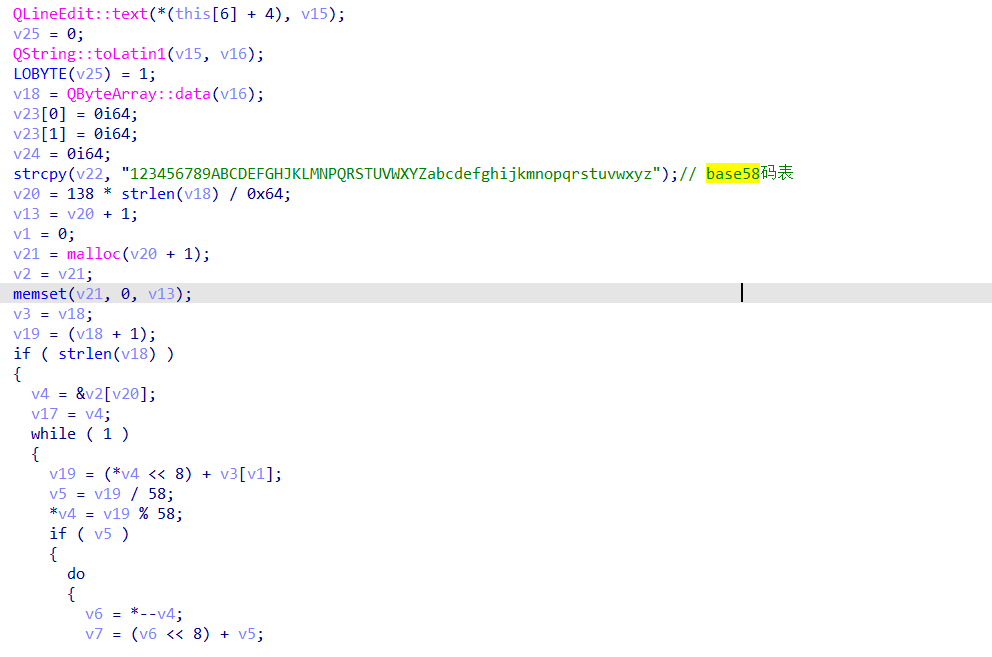 QLineEdit::text(*(this[6] + 4), v15);
v25 = 0;
QString::toLatin1(v15, v16);
LOBYTE(v25) = 1;
v18 = QByteArray::data(v16);
v23[0] = 0i64;
v23[1] = 0i64;
v24 = 0i64;
strcpy(v22, "123456789ABCDEFGHJKLMNPQRSTUVWXYZabcdefghijkmnopqrstuvwxyz");// base58码表
v20 = 138 * strlen(v18) / 0x64;
v13 = v20 + 1;
v1 = 0;
v21 = malloc(v20 + 1);
v2 = v21;
memset(v21, 0, v13);
v3 = v18;
v19 = (v18 + 1);
if ( strlen(v18) )
{
v4 = &v2[v20];
v17 = v4;
while ( 1 )
{
v19 = (*v4 << 8) + v3[v1];
v5 = v19 / 58;
*v4 = v19 % 58;
if ( v5 )
{
do
{
v6 = *--v4;
v7 = (v6 << 8) + v5;